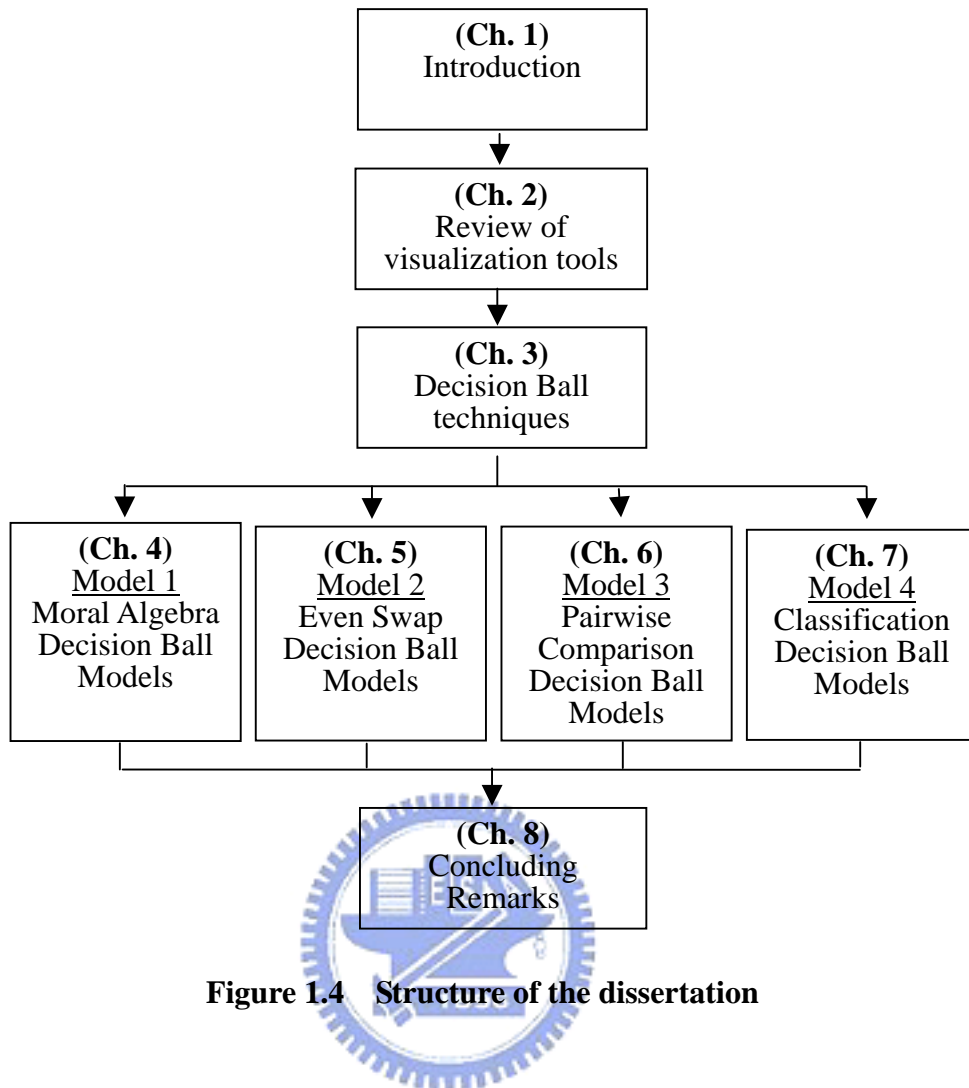 (Ch. 1)
Introduction
(Ch. 2)
Review of
visualization tools
(Ch. 3)
Decision Ball
techniques
(Ch. 4)
Model 1
Moral Algebra
Decision Ball
Models
(Ch. 5)
Model 2
Even Swap
Decision Ball
Models
(Ch. 6)
Model 3
Pairwise
Comparison
Decision Ball
Models
(Ch. 7)
Model 4
Classification
Decision Ball
Models
(Ch. 8)
Concluding
Remarks
Figure 1.4 Structure of the dissertation